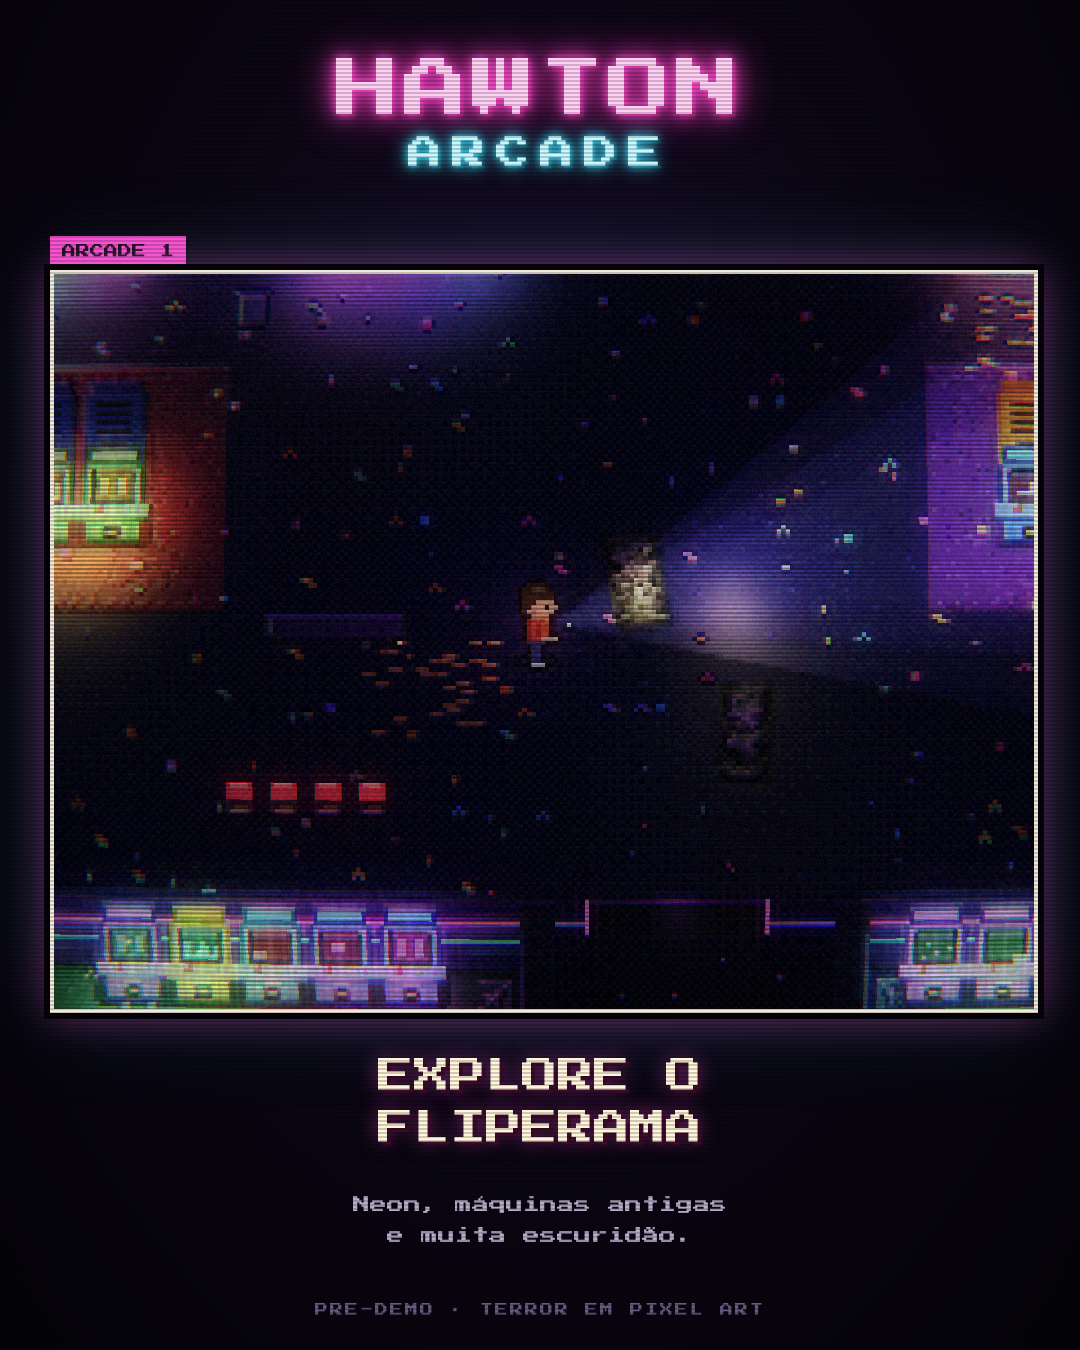 HAWTON
ARCADE
ARCADE 1
EXPLORE O
FLIPERAMA
Neon, máquinas antigas
e muita escuridão.
PRE-DEMO · TERROR EM PIXEL ART